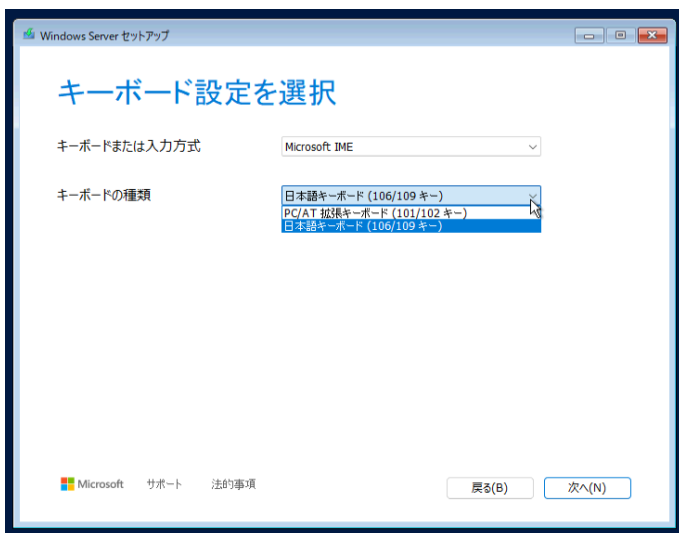 Windows Server セットアップ
キーボード設定を選択
キーボードまたは入力方式
Microsoft IME
キーボードの種類
日本語キーボード (106/109 キー)
PC/AT 拡張キーボード (101/102 キー)
日本語キーボード (106/109 キー)
Microsoft サポート 法的事項
戻る(B) 次へ(N)